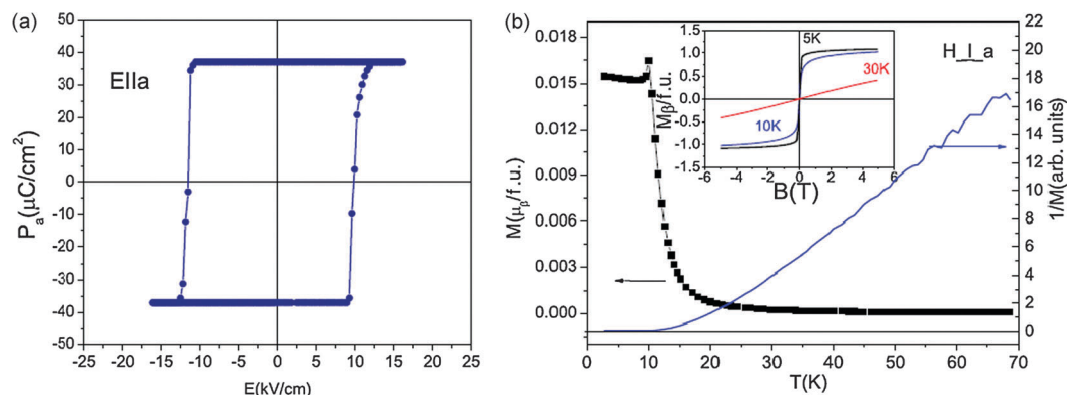 (a)
50
40
30
20
10
0
-10
-20
-30
-40
-50
Pa(μC/cm²)
EIIa
-25 -20 -15 -10 -5 0 5 10 15 20 25
E(kV/cm)
(b)
0.018
0.015
0.012
0.009
0.006
0.003
0.000
M(μβ/f.u.)
1.5
1.0
0.5
0.0
-0.5
-1.0
-1.5
Mβ/f.u.
5K
30K
10K
-6 -4 -2 0 2 4 6
B(T)
H_I_a
22
20
18
16
14
12
10
8
6
4
2
0
1/M(arb. units)
0 10 20 30 40 50 60 70
T(K)